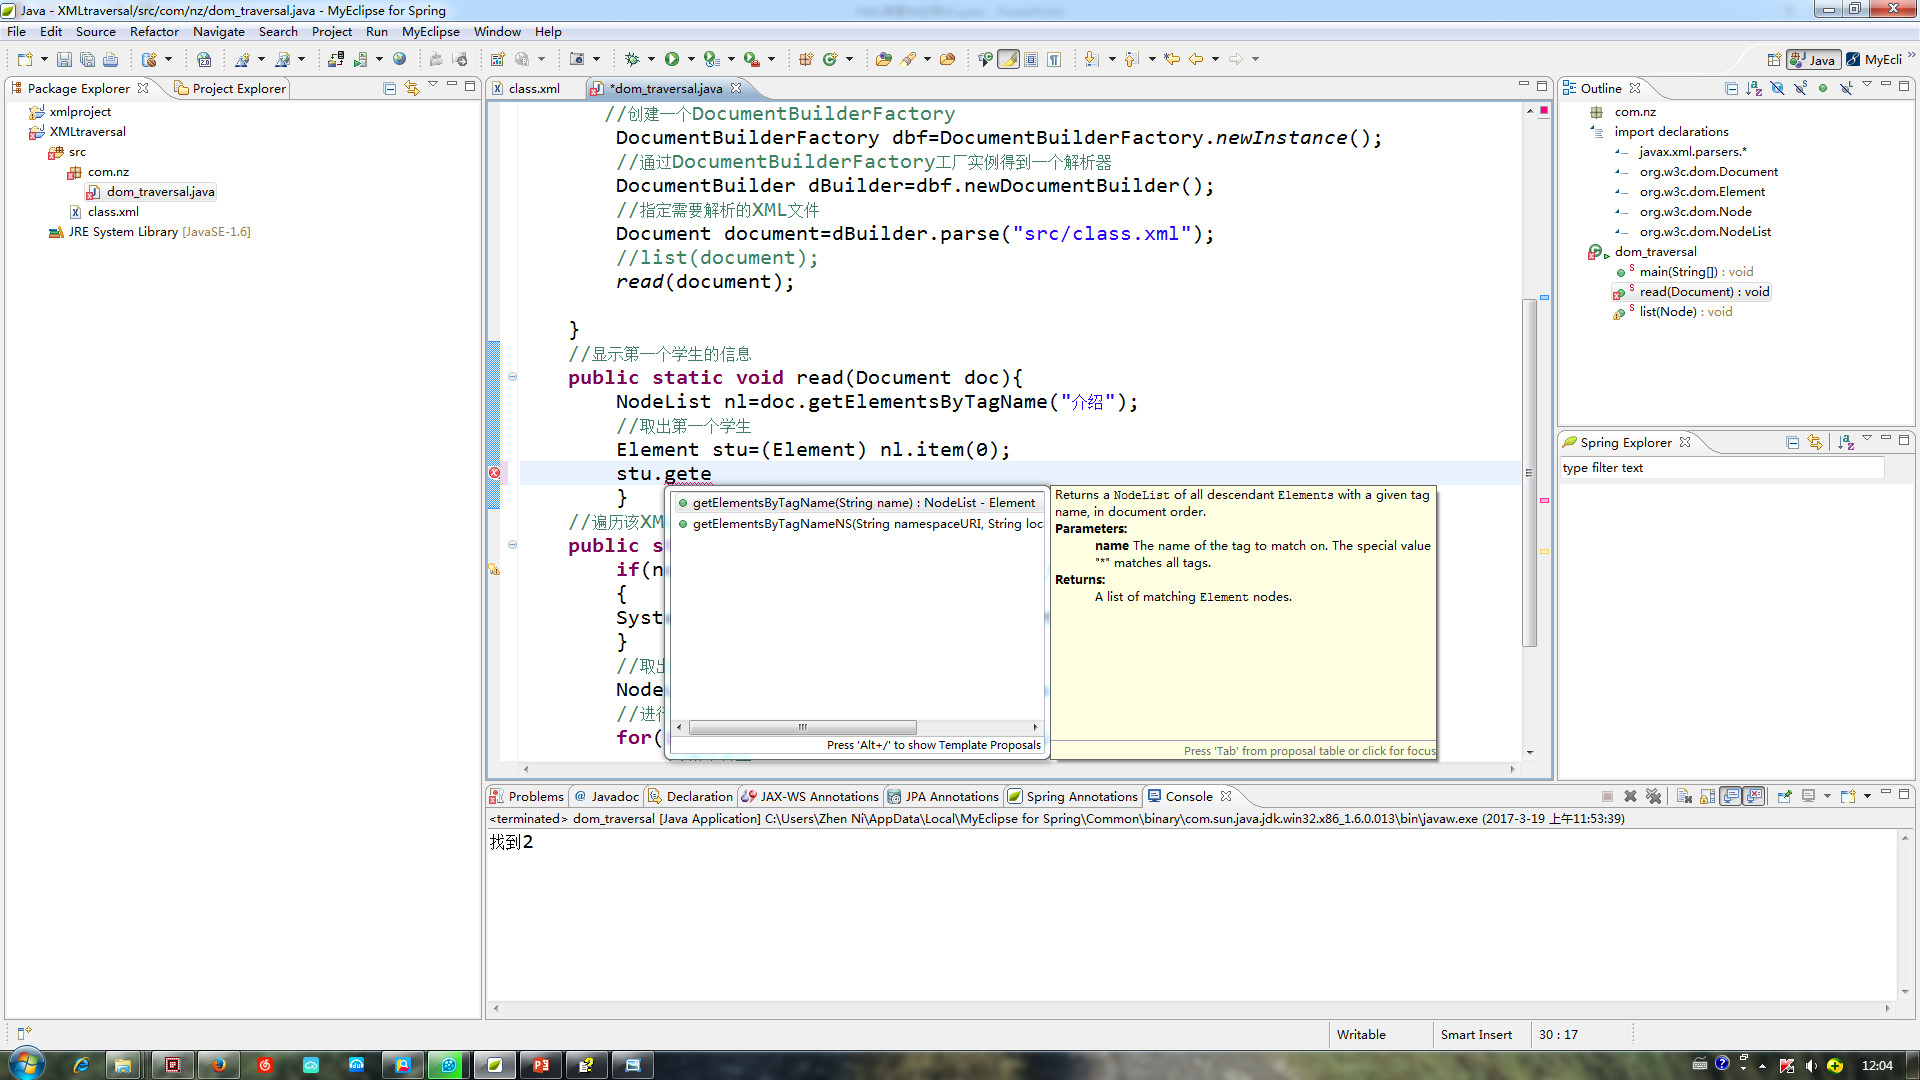 Java - XMLtraversal/src/com/nz/dom_traversal.java - MyEclipse for Spring
File Edit Source Refactor Navigate Search Project Run MyEclipse Window Help
Java MyEcli
Package Explorer Project Explorer
xmlproject
XMLtraversal
src
com.nz
dom_traversal.java
class.xml
JRE System Library [JavaSE-1.6]
class.xml *dom_traversal.java
//创建一个DocumentBuilderFactory
DocumentBuilderFactory dbf=DocumentBuilderFactory.newInstance();
//通过DocumentBuilderFactory工厂实例得到一个解析器
DocumentBuilder dBuilder=dbf.newDocumentBuilder();
//指定需要解析的XML文件
Document document=dBuilder.parse("src/class.xml");
//list(document);
read(document);
}
//显示第一个学生的信息
public static void read(Document doc){
NodeList nl=doc.getElementsByTagName("介绍");
//取出第一个学生
Element stu=(Element) nl.item(0);
stu.gete
}
//遍历该XM
public s
if(n
{
Syst
}
//取出
Node
//进行
for(
getElementsByTagName(String name) : NodeList - Element
getElementsByTagNameNS(String namespaceURI, String loc
Press 'Alt+/' to show Template Proposals
Returns a NodeList of all descendant Elements with a given tag
name, in document order.
Parameters:
name The name of the tag to match on. The special value
"*" matches all tags.
Returns:
A list of matching Element nodes.
Press 'Tab' from proposal table or click for focus
Outline
com.nz
import declarations
javax.xml.parsers.*
org.w3c.dom.Document
org.w3c.dom.Element
org.w3c.dom.Node
org.w3c.dom.NodeList
dom_traversal
main(String[]) : void
read(Document) : void
list(Node) : void
Spring Explorer
type filter text
Problems Javadoc Declaration JAX-WS Annotations JPA Annotations Spring Annotations Console
<terminated> dom_traversal [Java Application] C:\Users\Zhen Ni\AppData\Local\MyEclipse for Spring\Common\binary\com.sun.java.jdk.win32.x86_1.6.0.013\bin\javaw.exe (2017-3-19 上午11:53:39)
找到2
Writable Smart Insert 30 : 17
12:04